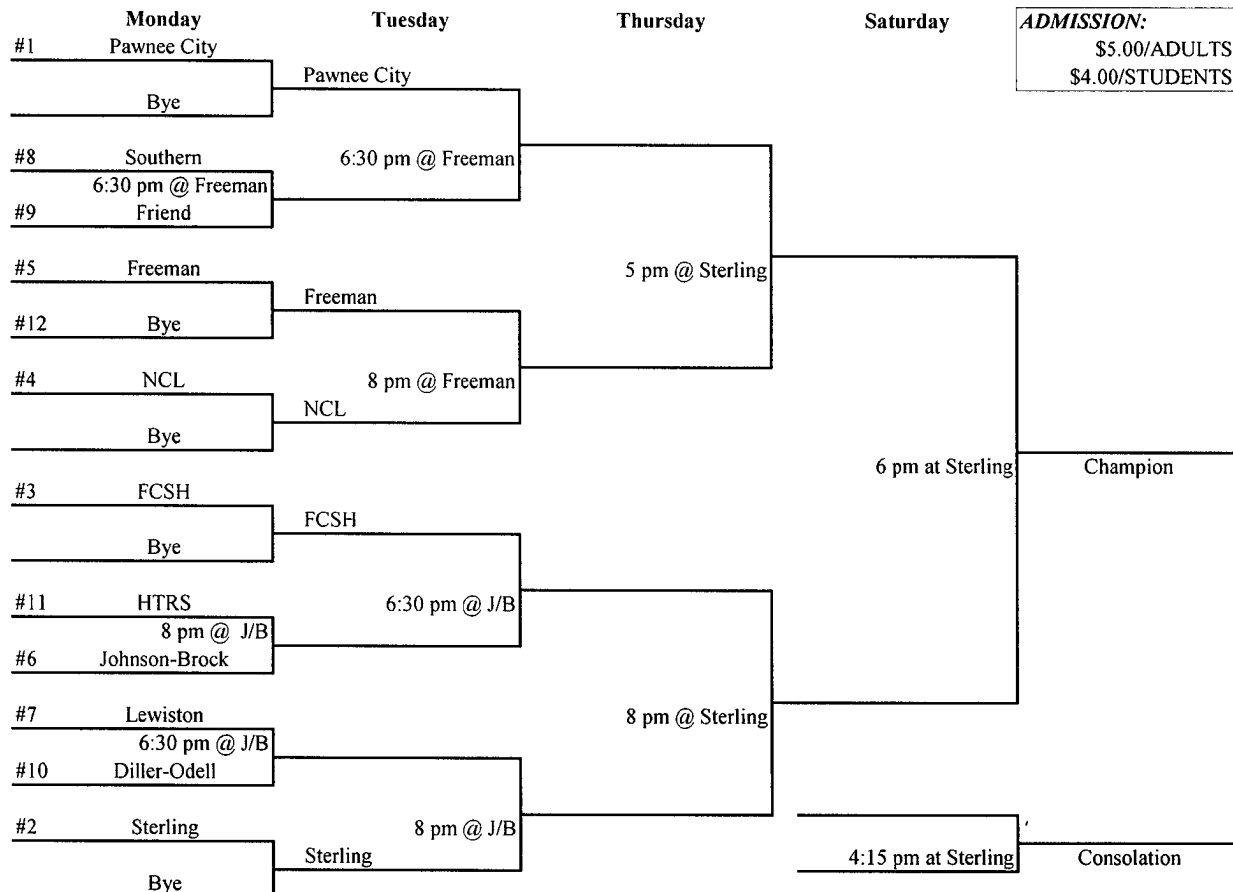 Monday Tuesday Thursday Saturday
ADMISSION:
$5.00/ADULTS
$4.00/STUDENTS
#1 Pawnee City
Pawnee City
Bye
#8 Southern
6:30 pm @ Freeman
6:30 pm @ Freeman
#9 Friend
#5 Freeman
5 pm @ Sterling
Freeman
#12 Bye
#4 NCL
8 pm @ Freeman
NCL
Bye
6 pm at Sterling
Champion
#3 FCSH
FCSH
Bye
#11 HTRS
6:30 pm @ J/B
8 pm @ J/B
#6 Johnson-Brock
#7 Lewiston
8 pm @ Sterling
6:30 pm @ J/B
#10 Diller-Odell
#2 Sterling
8 pm @ J/B
Sterling
4:15 pm at Sterling
Consolation
Bye